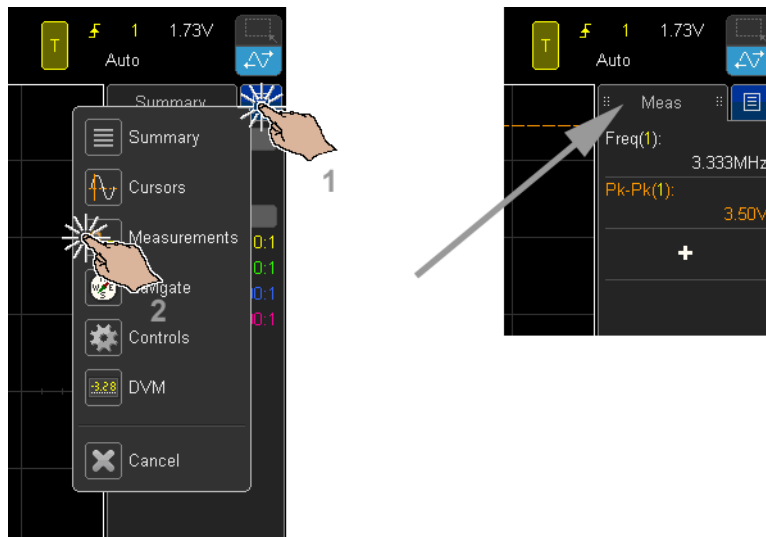 T 1 1.73V
Auto
Summary
Summary
1
Cursors
Measurements
0:1
0:1
Navigate
0:1
2
0:1
Controls
-3.28 DVM
Cancel
T 1 1.73V
Auto
Meas
Freq(1):
3.333MHz
Pk-Pk(1):
3.50V
+